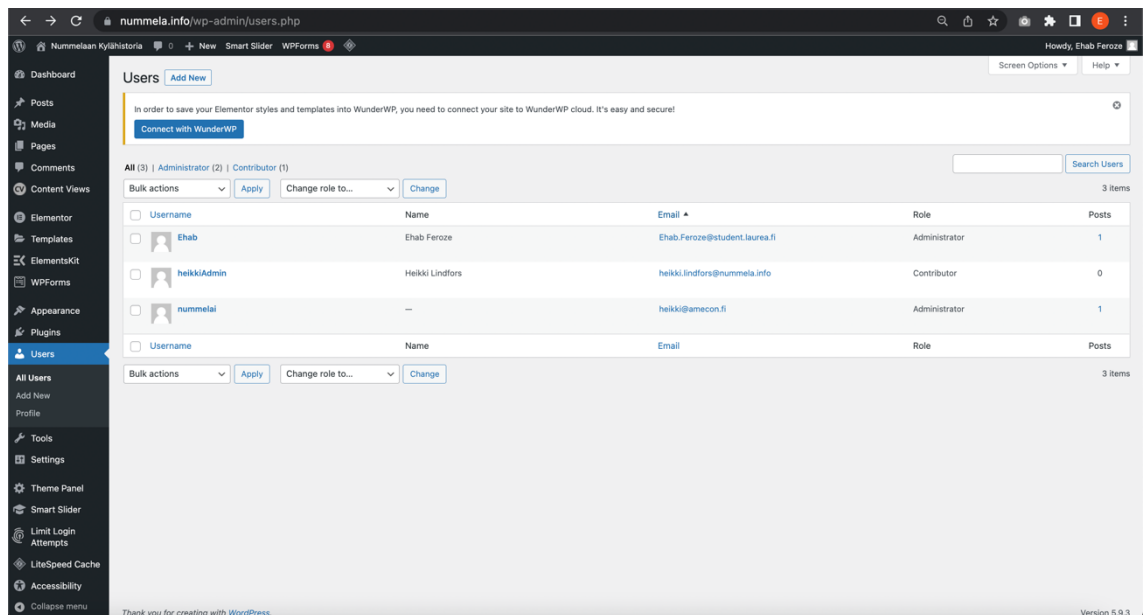 nummela.info/wp-admin/users.php
E
Nummelaan Kylähistoria 0 + New Smart Slider WPForms 8
Howdy, Ehab Feroze
Dashboard
Posts
Media
Pages
Comments
Content Views
Elementor
Templates
ElementsKit
WPForms
Appearance
Plugins
Users
All Users
Add New
Profile
Tools
Settings
Theme Panel
Smart Slider
Limit Login
Attempts
LiteSpeed Cache
Accessibility
Collapse menu
Screen Options ▼ Help ▼
Users Add New
In order to save your Elementor styles and templates into WunderWP, you need to connect your site to WunderWP cloud. It's easy and secure!
Connect with WunderWP
All (3) | Administrator (2) | Contributor (1)
Search Users
Bulk actions Apply Change role to... Change 3 items
Username Name Email ▲ Role Posts
Ehab Ehab Feroze Ehab.Feroze@student.laurea.fi Administrator 1
heikkiAdmin Heikki Lindfors heikki.lindfors@nummela.info Contributor 0
nummelai — heikki@amecon.fi Administrator 1
Username Name Email Role Posts
Bulk actions Apply Change role to... Change 3 items
Thank you for creating with WordPress. Version 5.9.3